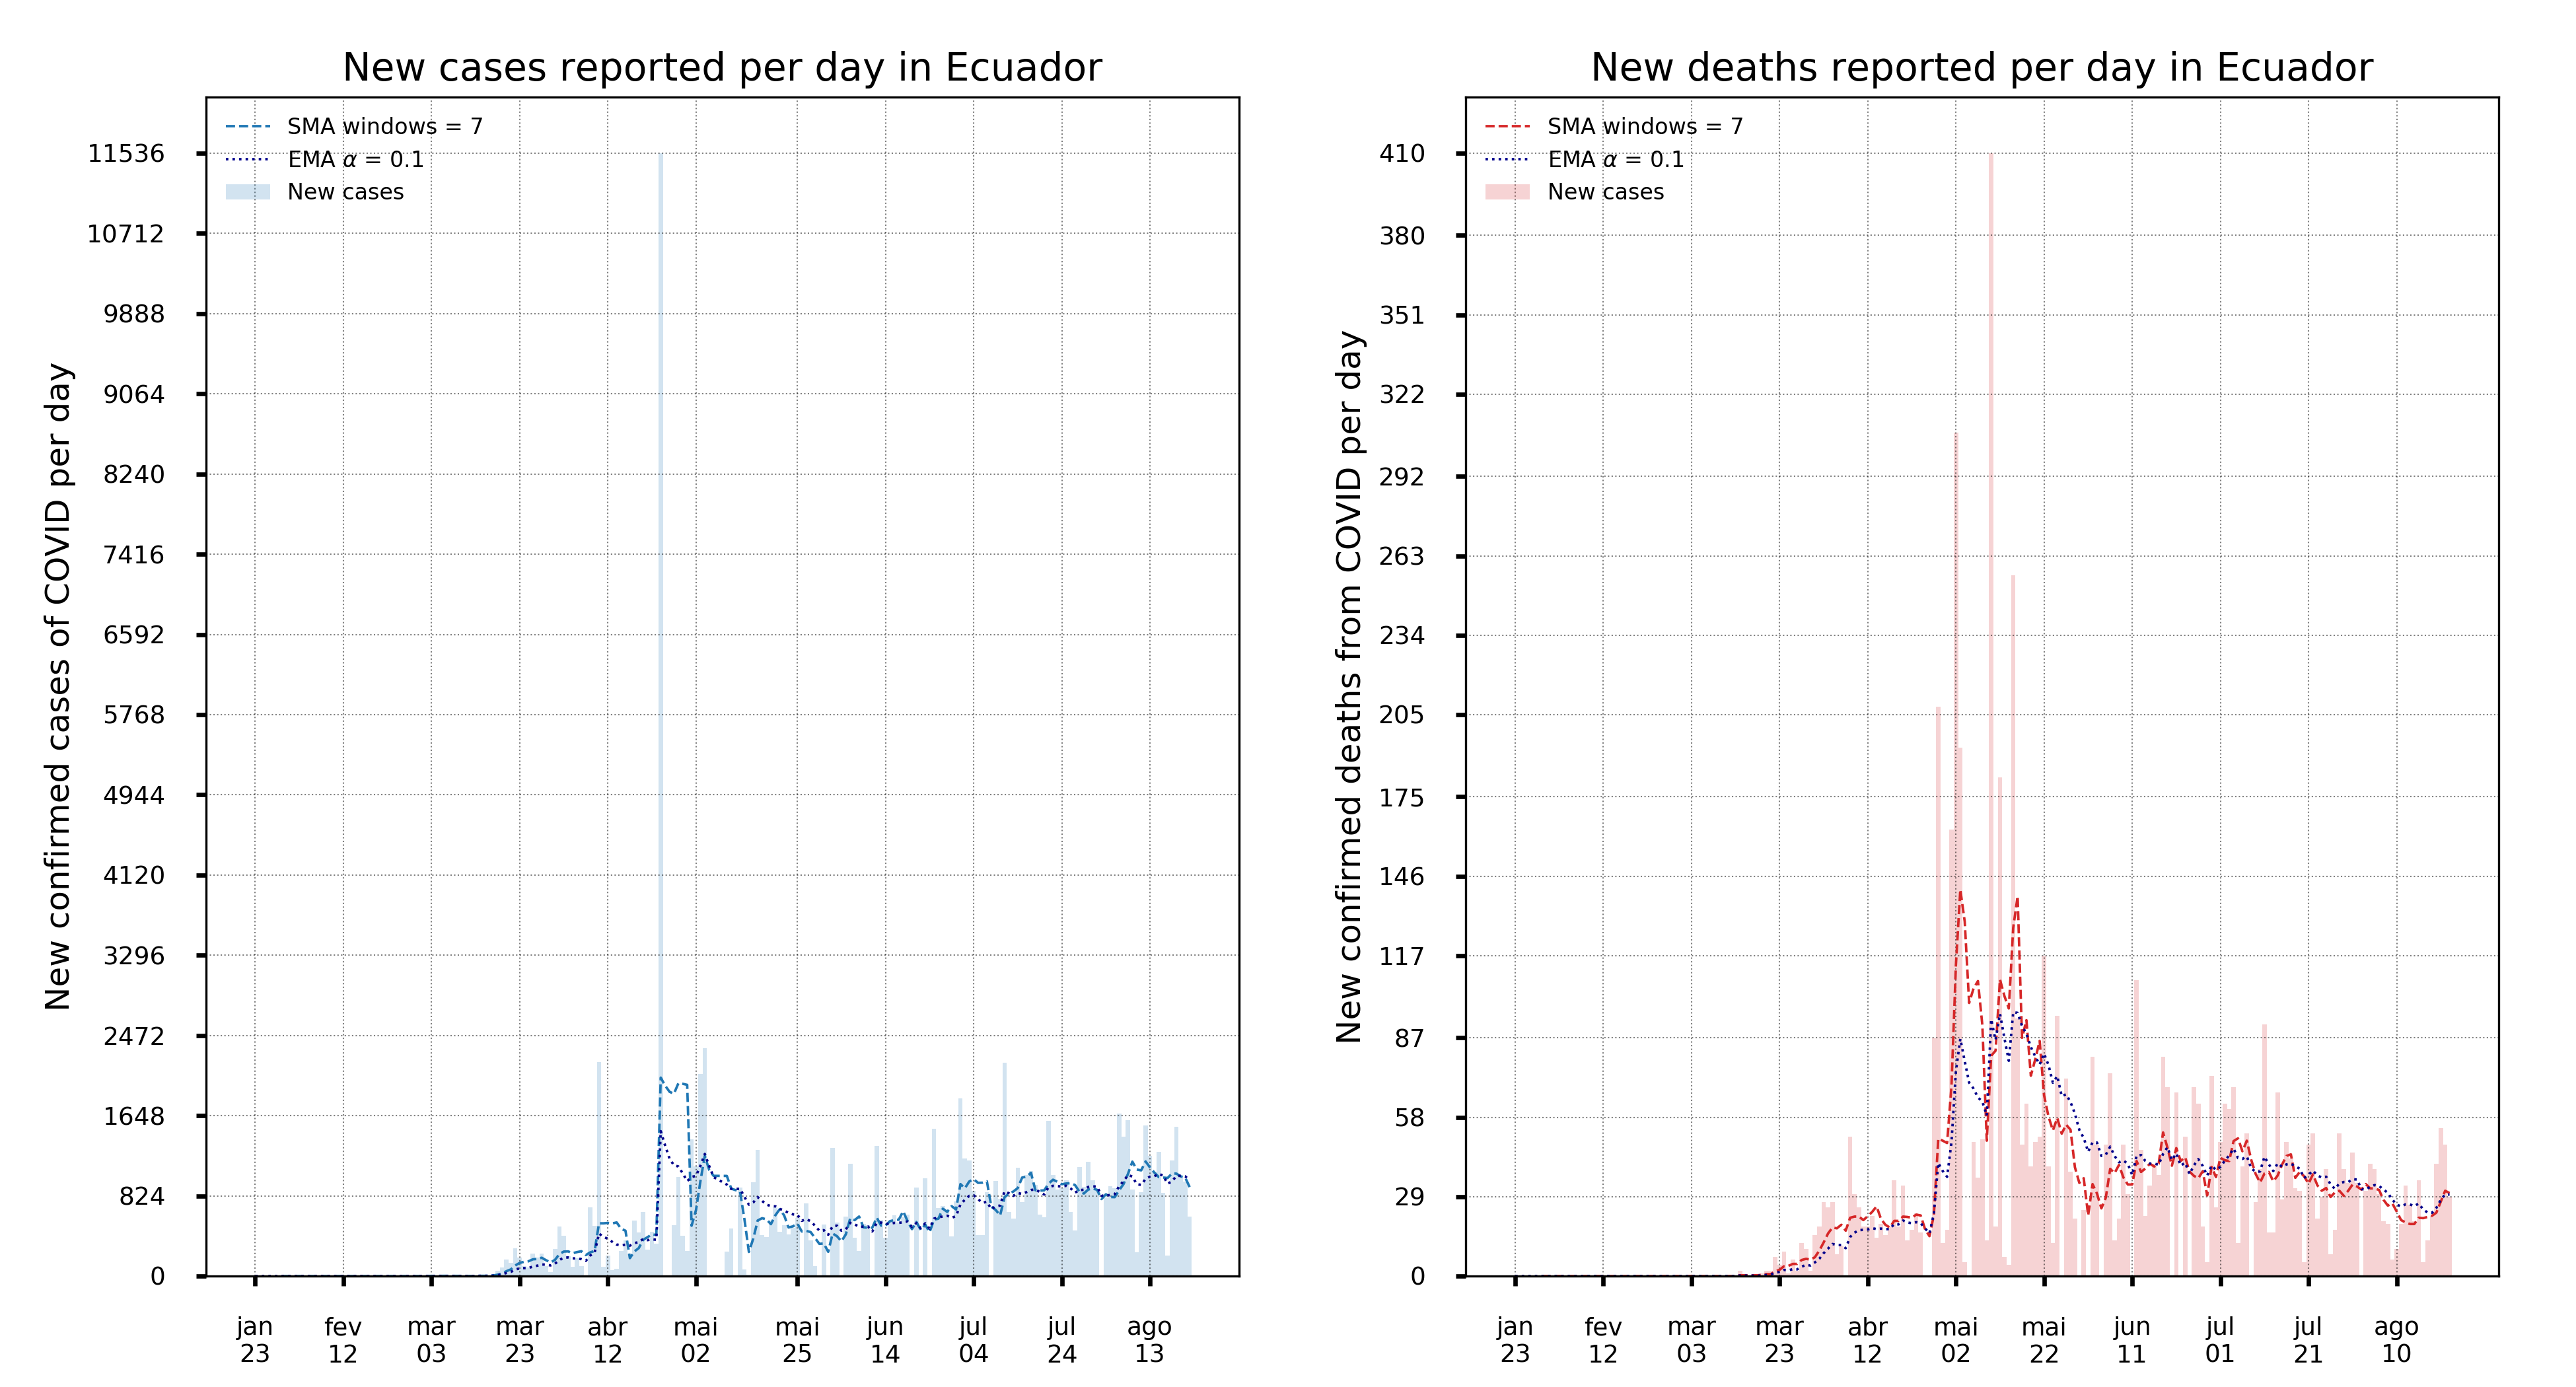 New cases reported per day in Ecuador
New confirmed cases of COVID per day
SMA windows = 7
EMA α = 0.1
New cases
11536
10712
9888
9064
8240
7416
6592
5768
4944
4120
3296
2472
1648
824
0
jan fev mar mar abr mai mai jun jul jul ago
23 12 03 23 12 02 25 14 04 24 13
New deaths reported per day in Ecuador
New confirmed deaths from COVID per day
SMA windows = 7
EMA α = 0.1
New cases
410
380
351
322
292
263
234
205
175
146
117
87
58
29
0
jan fev mar mar abr mai mai jun jul jul ago
23 12 03 23 12 02 22 11 01 21 10